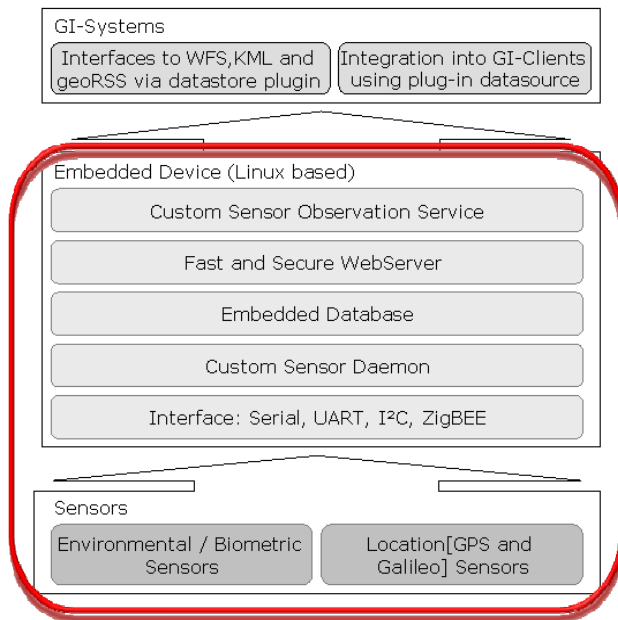 GI-Systems
Interfaces to WFS,KML and
geoRSS via datastore plugin
Integration into GI-Clients
using plug-in datasource
Embedded Device (Linux based)
Custom Sensor Observation Service
Fast and Secure WebServer
Embedded Database
Custom Sensor Daemon
Interface: Serial, UART, I²C, ZigBEE
Sensors
Environmental / Biometric
Sensors
Location[GPS and
Galileo] Sensors